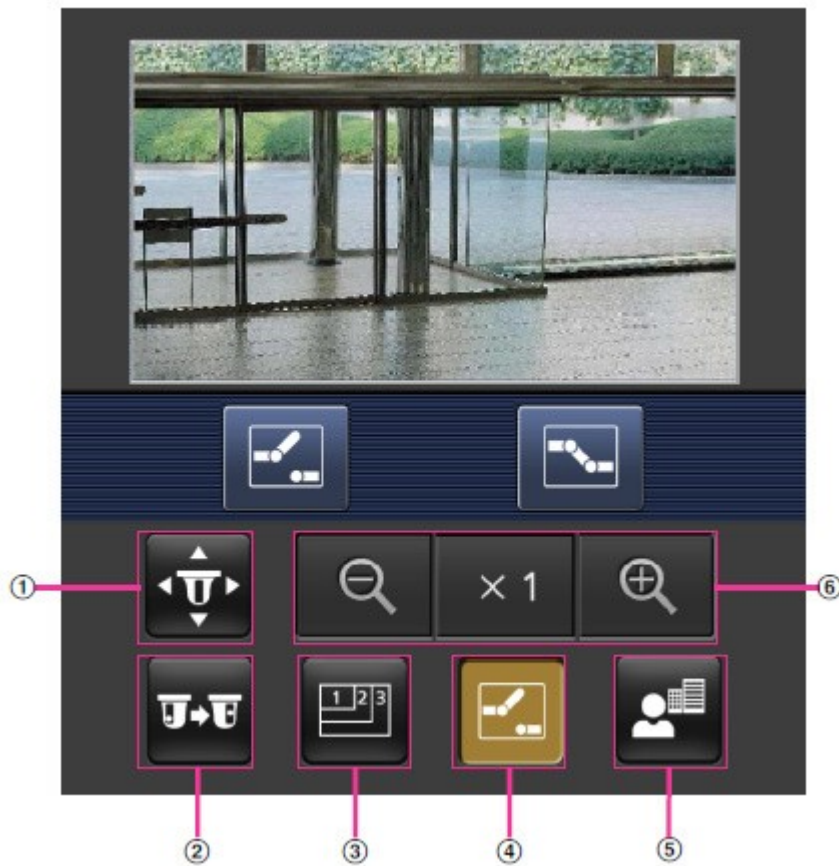 ① × 1 ⑥
1 2 3
② ③ ④ ⑤